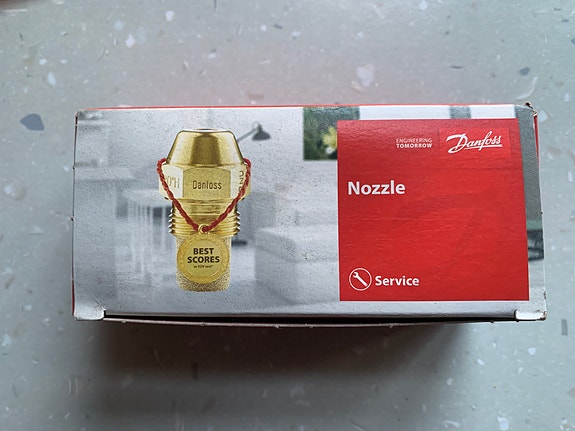 ENGINEERING
TOMORROW
Danfoss
Nozzle
Danfoss
BEST
SCORES
Service